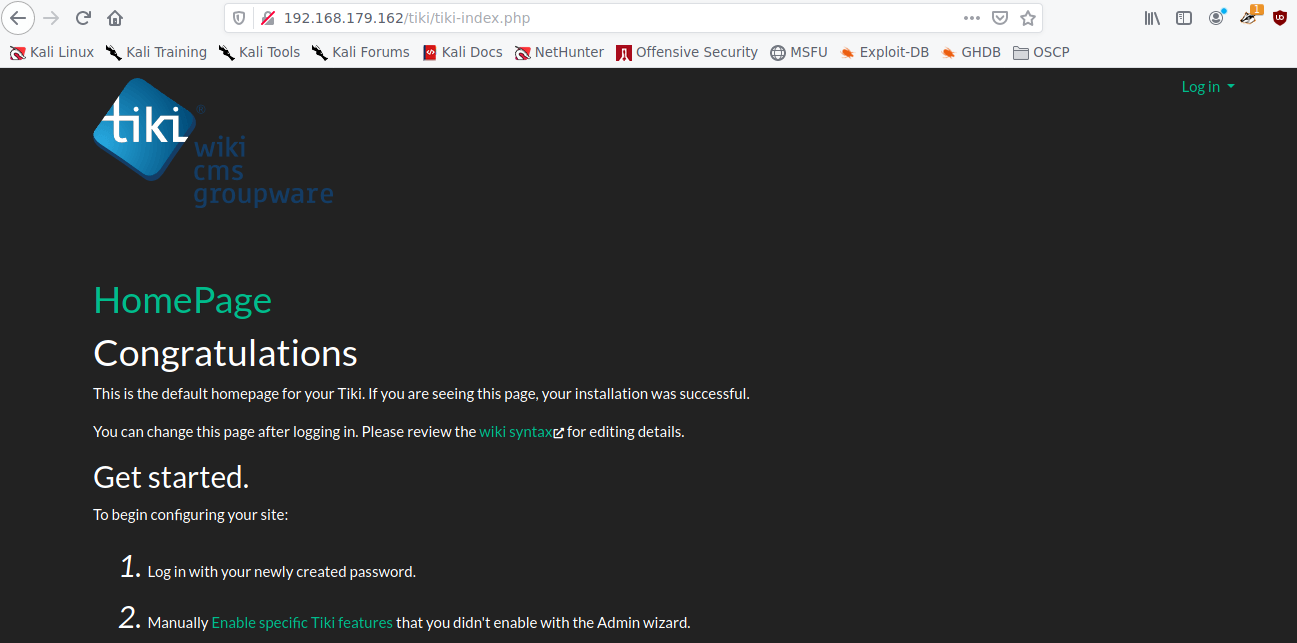 192.168.179.162/tiki/tiki-index.php
1
Kali Linux Kali Training Kali Tools Kali Forums Kali Docs NetHunter Offensive Security MSFU Exploit-DB GHDB OSCP
Log in
tiki ®
wiki
cms
groupware
HomePage
Congratulations
This is the default homepage for your Tiki. If you are seeing this page, your installation was successful.
You can change this page after logging in. Please review the wiki syntax for editing details.
Get started.
To begin configuring your site:
1. Log in with your newly created password.
2. Manually Enable specific Tiki features that you didn't enable with the Admin wizard.